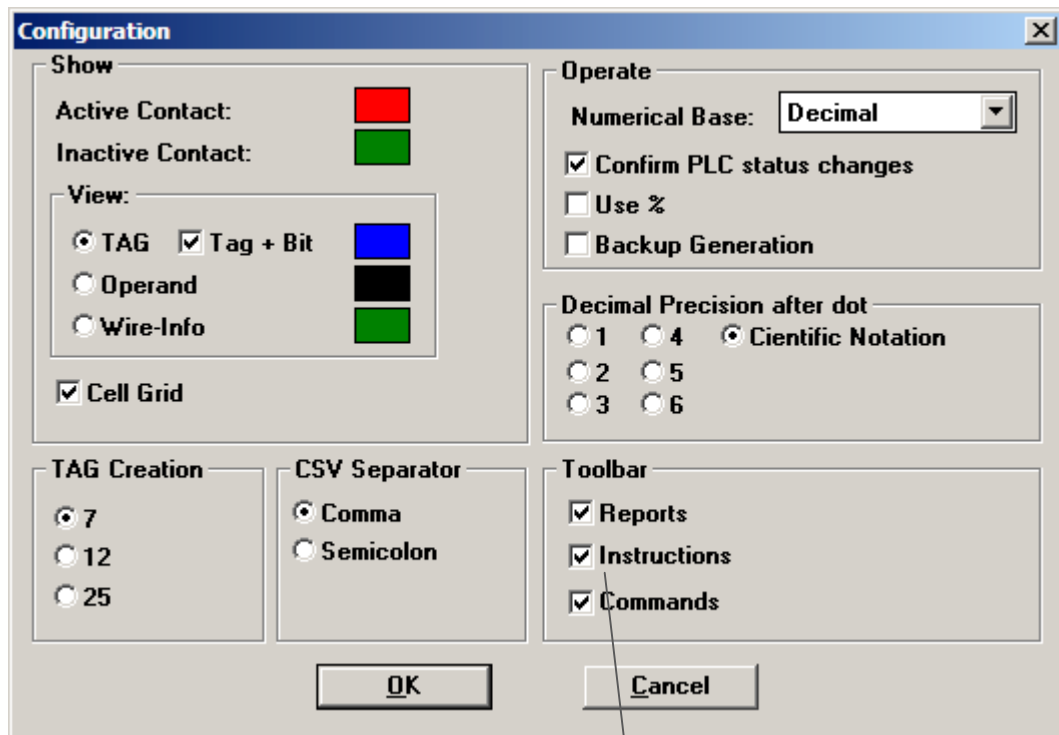 Configuration
Show
Active Contact:
Inactive Contact:
View:
TAG
Tag + Bit
Operand
Wire-Info
Cell Grid
Operate
Numerical Base:
Decimal
Confirm PLC status changes
Use %
Backup Generation
Decimal Precision after dot
1
4
Cientific Notation
2
5
3
6
TAG Creation
7
12
25
CSV Separator
Comma
Semicolon
Toolbar
Reports
Instructions
Commands
OK
Cancel